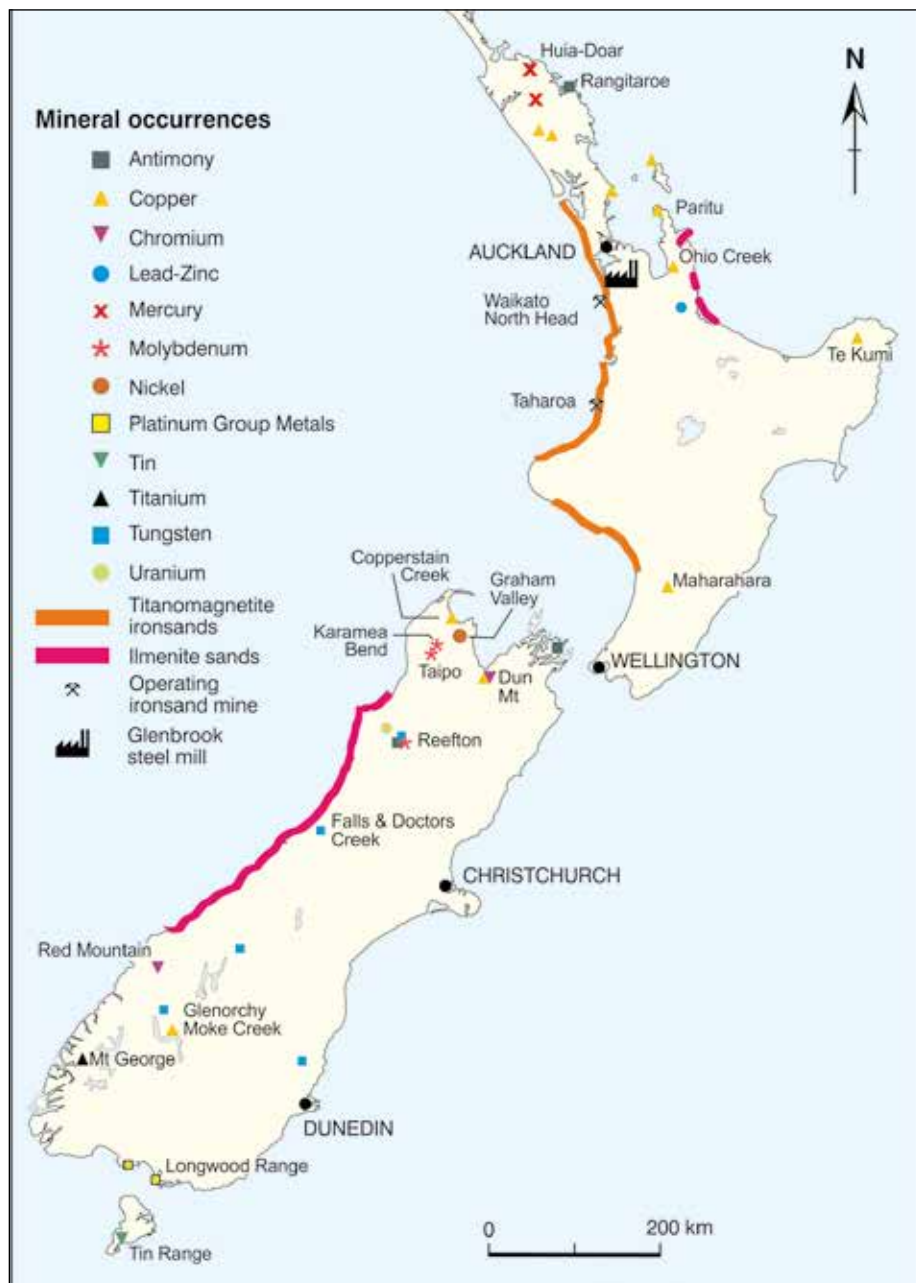 Huia-Doar
Rangitaroe
N
Mineral occurrences
Antimony
Copper
Chromium
Lead-Zinc
Mercury
Molybdenum
Nickel
Platinum Group Metals
Tin
Titanium
Tungsten
Uranium
Titanomagnetite
ironsands
Ilmenite sands
Operating
ironsand mine
Glenbrook
steel mill
Paritu
AUCKLAND
Ohio Creek
Waikato
North Head
Te Kumi
Taharoa
Copperstain
Creek
Graham
Valley
Maharahara
Karamea
Bend
WELLINGTON
Taipo
Dun
Mt
Reefton
Falls & Doctors
Creek
CHRISTCHURCH
Red Mountain
Glenorchy
Moke Creek
Mt George
DUNEDIN
Longwood Range
Tin Range
0 200 km